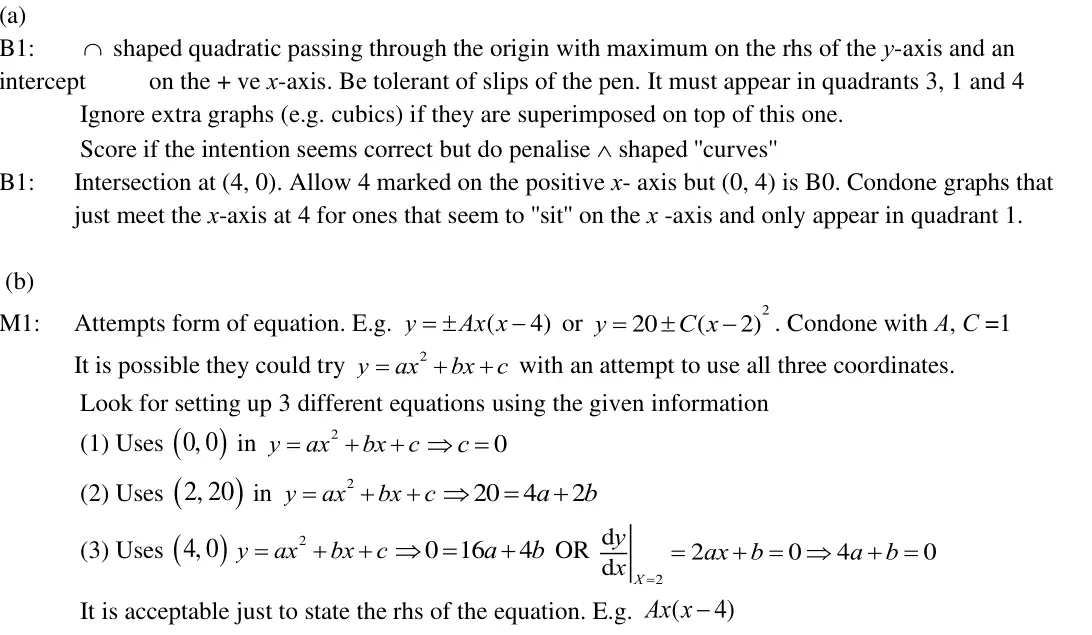 (a)
B1: ∩ shaped quadratic passing through the origin with maximum on the rhs of the y-axis and an
intercept on the + ve x-axis. Be tolerant of slips of the pen. It must appear in quadrants 3, 1 and 4
Ignore extra graphs (e.g. cubics) if they are superimposed on top of this one.
Score if the intention seems correct but do penalise ∧ shaped "curves"
B1: Intersection at (4, 0). Allow 4 marked on the positive x- axis but (0, 4) is B0. Condone graphs that
just meet the x-axis at 4 for ones that seem to "sit" on the x -axis and only appear in quadrant 1.
(b)
M1: Attempts form of equation. E.g. y = ±Ax(x − 4) or y = 20 ± C(x − 2)². Condone with A, C =1
It is possible they could try y = ax² + bx + c with an attempt to use all three coordinates.
Look for setting up 3 different equations using the given information
(1) Uses (0, 0) in y = ax² + bx + c ⇒ c = 0
(2) Uses (2, 20) in y = ax² + bx + c ⇒ 20 = 4a + 2b
(3) Uses (4, 0) y = ax² + bx + c ⇒ 0 = 16a + 4b OR dy/dx|X=2 = 2ax + b = 0 ⇒ 4a + b = 0
It is acceptable just to state the rhs of the equation. E.g. Ax(x − 4)